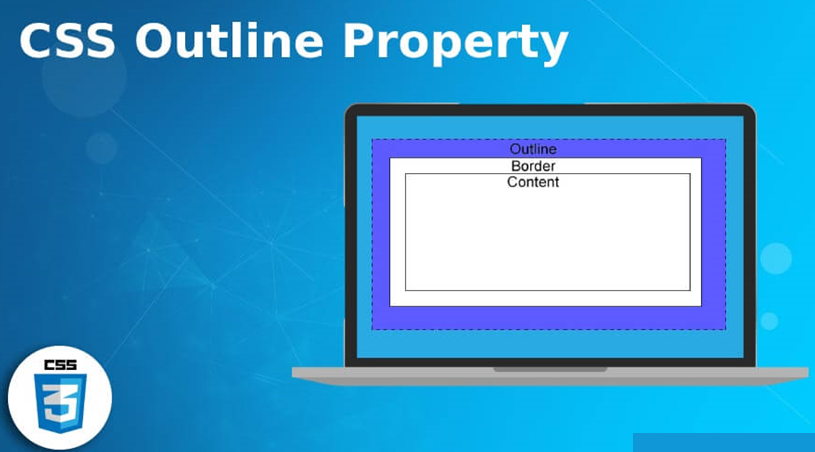 CSS Outline Property
Outline
Border
Content
CSS
3